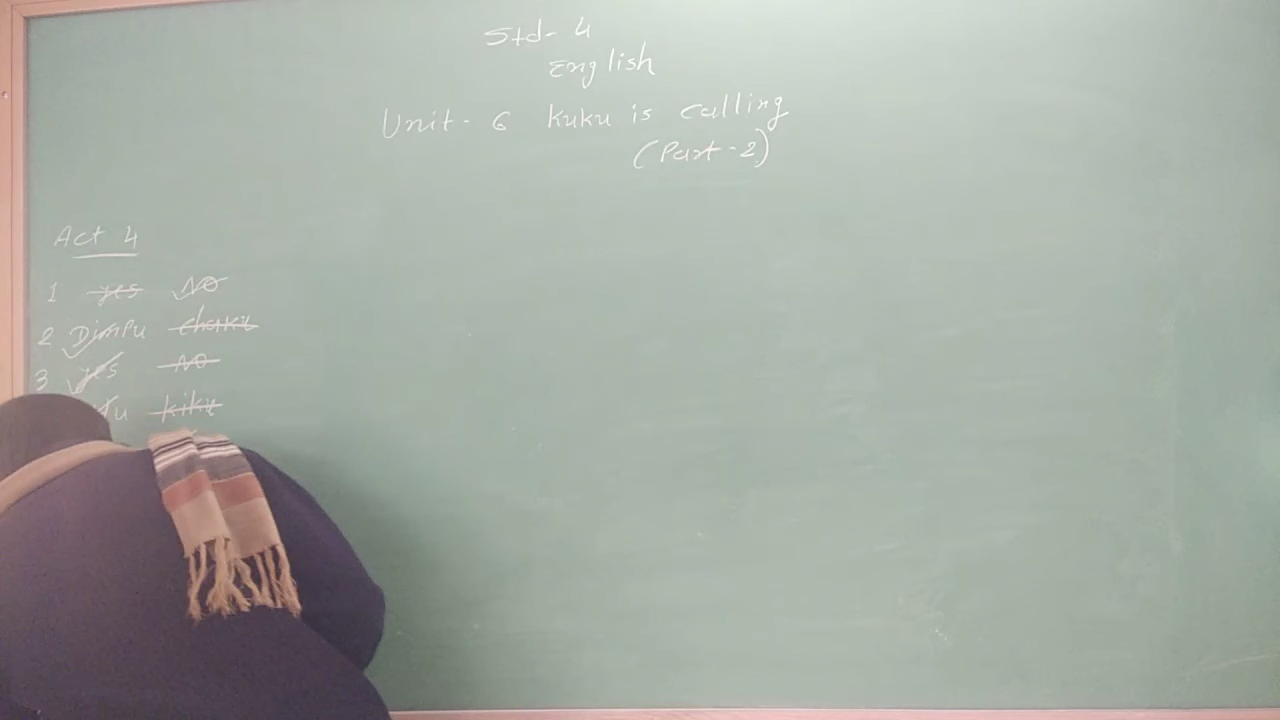 Std- 4
English
Unit- 6 Kuku is calling
(Part-2)
Act 4
1 yes No
2 Dimpu
3 yes No
kiku